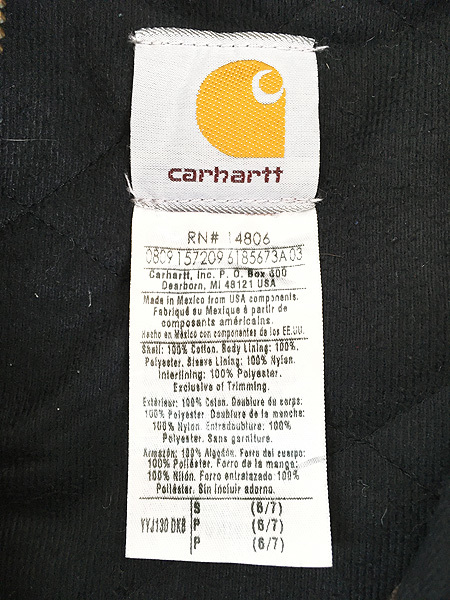 carhartt
RN# 14806
0809 157209 6185673A 03
Carhartt, Inc. P. O. Box 600
Dearborn, MI 48121 USA
Made in Mexico from USA components.
Fabriqué au Mexique à partir de
composants américains.
Hecho en México con componentes de los EE.UU.
Shell: 100% Cotton. Body Lining: 100%
Polyester. Sleeve Lining: 100% Nylon.
Interlining: 100% Polyester.
Exclusive of Trimming.
Extérieur: 100% Coton. Doublure du corps:
100% Polyester. Doublure de la manche:
100% Nylon. Entredoublure: 100%
Polyester. Sans garniture.
Armazón: 100% Algodón. Forro del cuerpo:
100% Poliéster. Forro de la manga:
100% Nilón. Forro entretallado 100%
Poliéster. Sin incluir adorno.
S (6/7)
YYJ130 DKB P (6/7)
P (6/7)